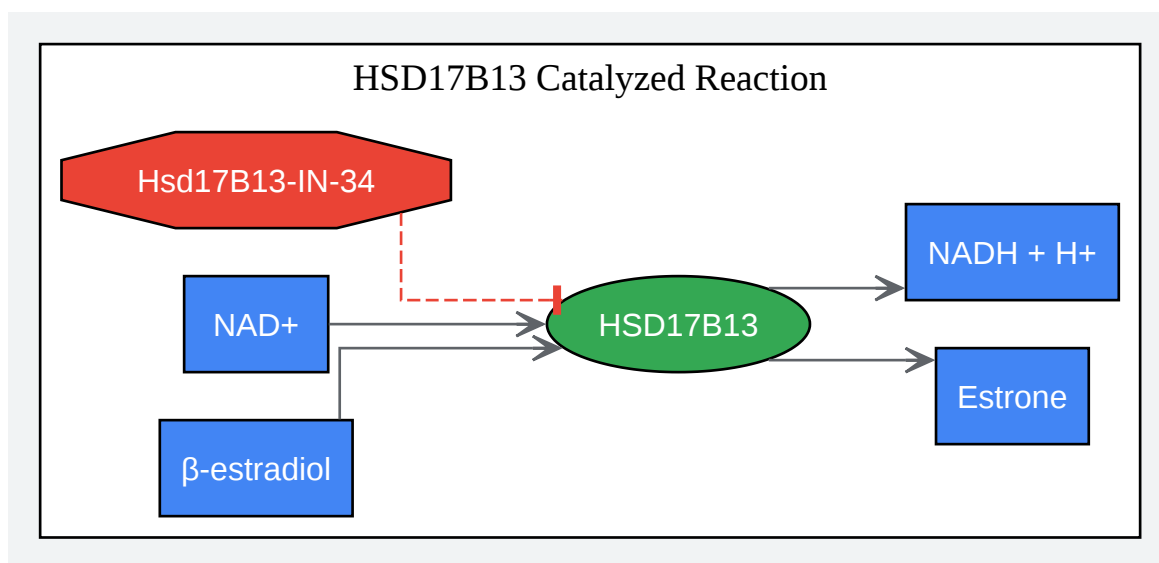 HSD17B13 Catalyzed Reaction
Hsd17B13-IN-34
NAD+
β-estradiol
HSD17B13
NADH + H+
Estrone